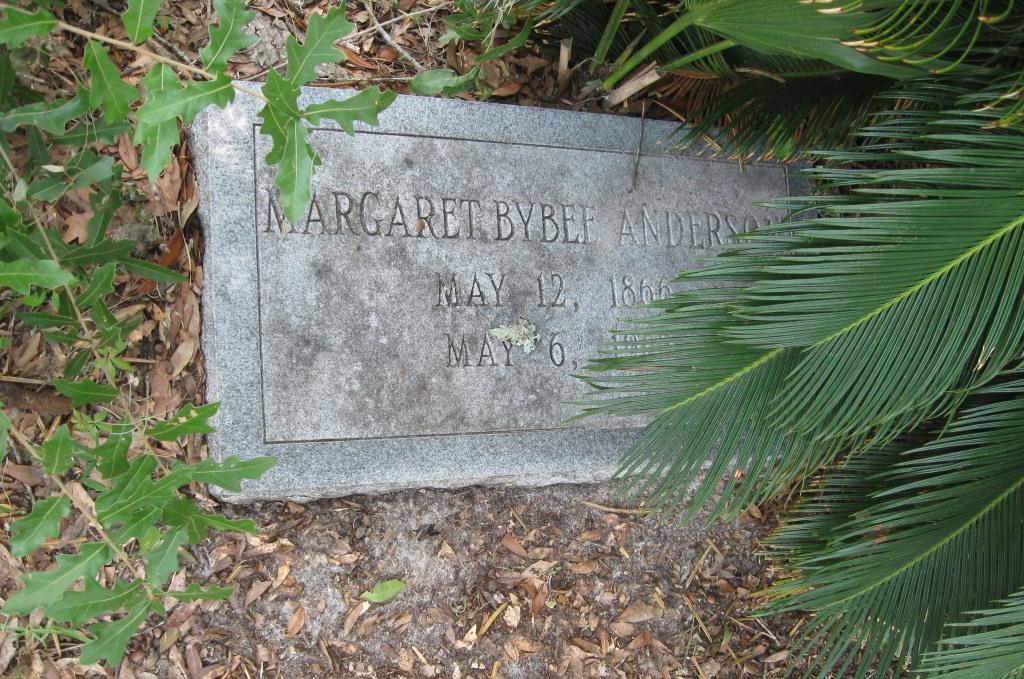 MARGARET BYBEE ANDERSON
MAY 12, 1866
MAY 6,